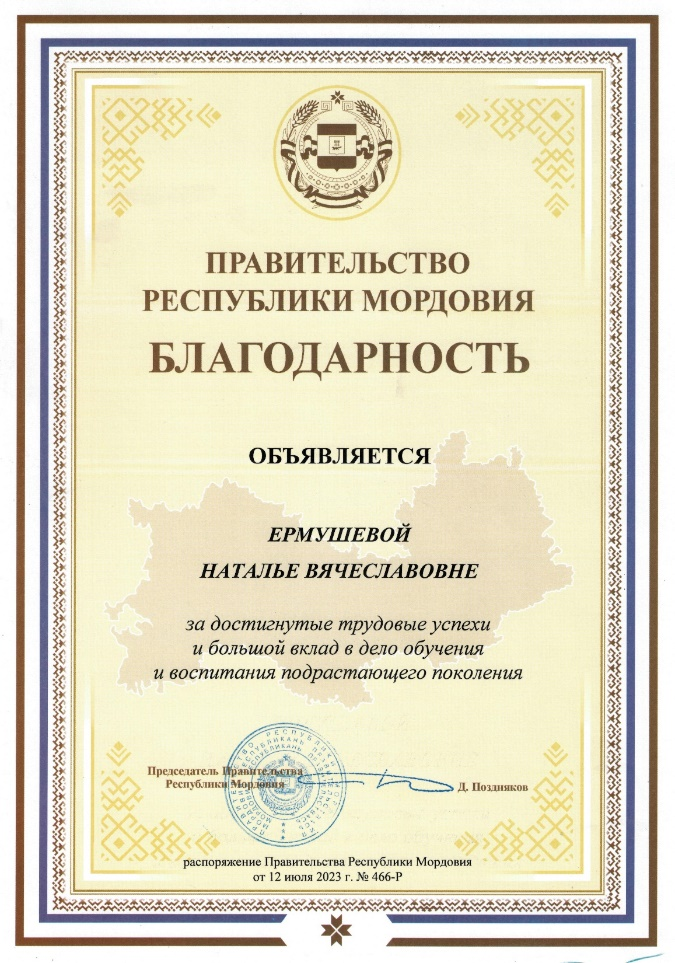 ПРАВИТЕЛЬСТВО
РЕСПУБЛИКИ МОРДОВИЯ
БЛАГОДАРНОСТЬ
ОБЪЯВЛЯЕТСЯ
ЕРМУШЕВОЙ
НАТАЛЬЕ ВЯЧЕСЛАВОВНЕ
за достигнутые трудовые успехи
и большой вклад в дело обучения
и воспитания подрастающего поколения
Председатель Правительства
Республики Мордовия
Д. Поздняков
распоряжение Правительства Республики Мордовия
от 12 июля 2023 г. № 466-Р